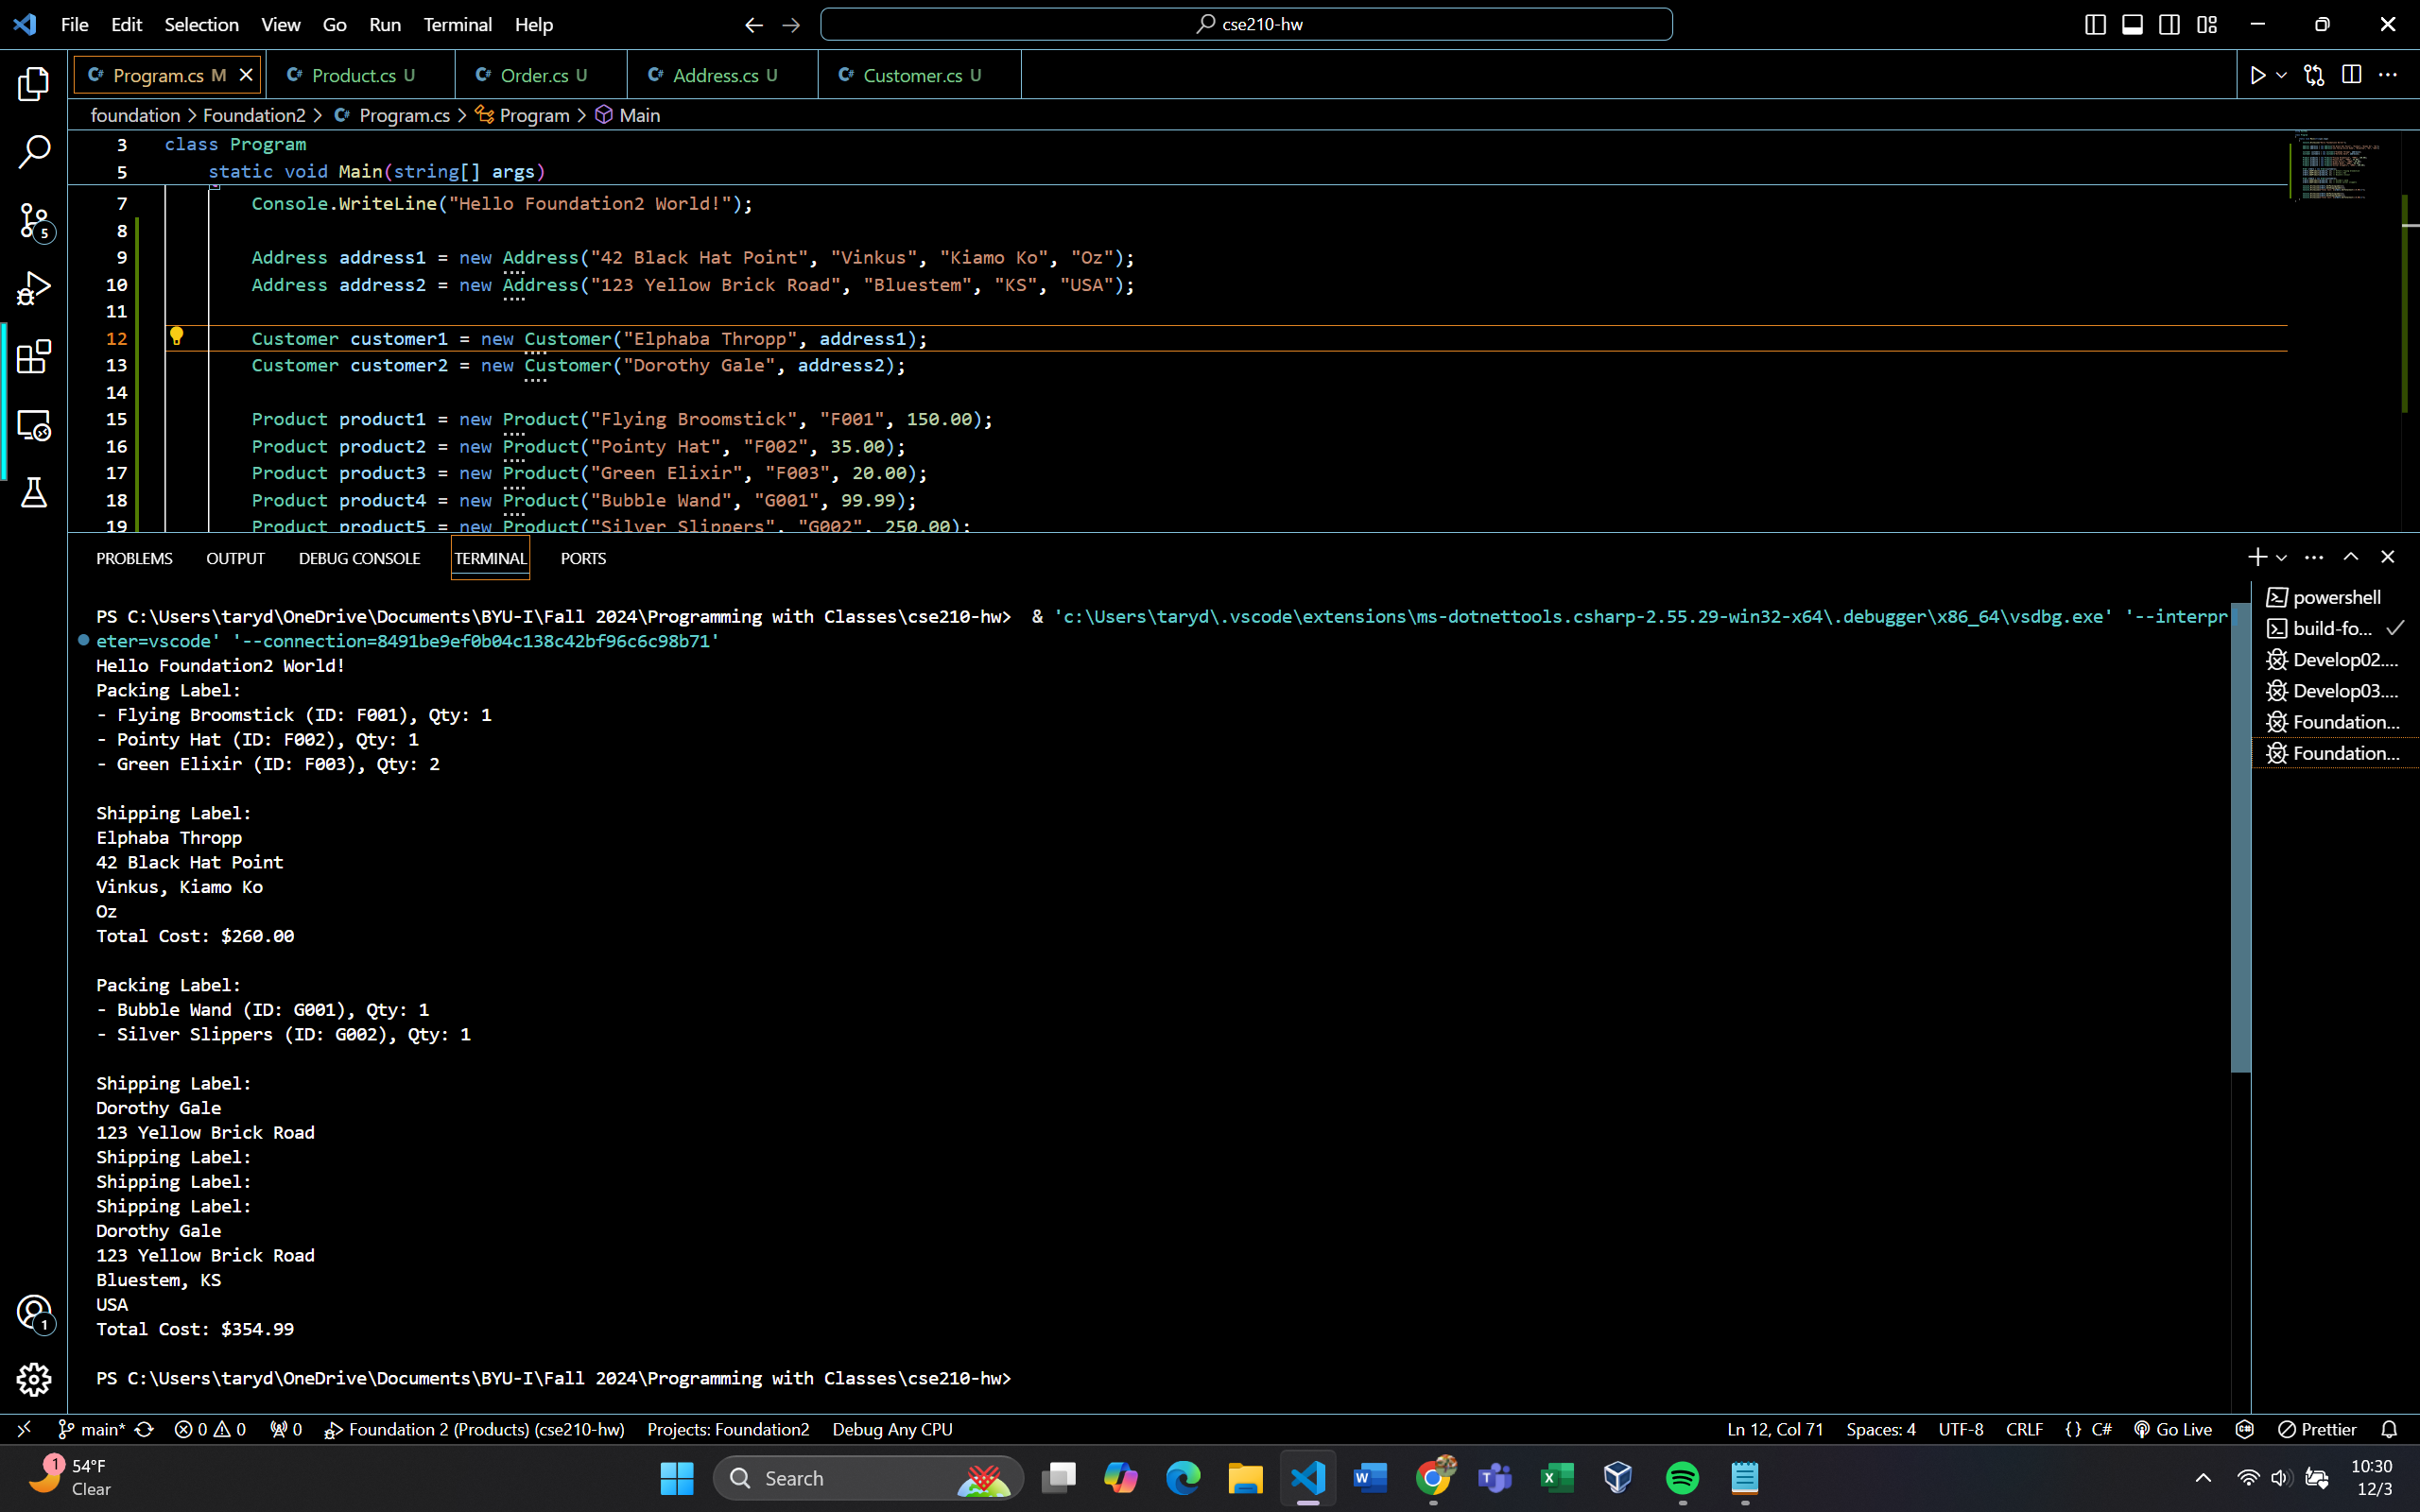 File Edit Selection View Go Run Terminal Help cse210-hw
Program.cs M Product.cs U Order.cs U Address.cs U Customer.cs U
foundation > Foundation2 > Program.cs > Program > Main
3 class Program
5 static void Main(string[] args)
7 Console.WriteLine("Hello Foundation2 World!");
8
9 Address address1 = new Address("42 Black Hat Point", "Vinkus", "Kiamo Ko", "Oz");
10 Address address2 = new Address("123 Yellow Brick Road", "Bluestem", "KS", "USA");
11
12 Customer customer1 = new Customer("Elphaba Thropp", address1);
13 Customer customer2 = new Customer("Dorothy Gale", address2);
14
15 Product product1 = new Product("Flying Broomstick", "F001", 150.00);
16 Product product2 = new Product("Pointy Hat", "F002", 35.00);
17 Product product3 = new Product("Green Elixir", "F003", 20.00);
18 Product product4 = new Product("Bubble Wand", "G001", 99.99);
19 Product product5 = new Product("Silver Slippers", "G002", 250.00);
PROBLEMS OUTPUT DEBUG CONSOLE TERMINAL PORTS
PS C:\Users\taryd\OneDrive\Documents\BYU-I\Fall 2024\Programming with Classes\cse210-hw> & 'c:\Users\taryd\.vscode\extensions\ms-dotnettools.csharp-2.55.29-win32-x64\.debugger\x86_64\vsdbg.exe' '--interpr
eter=vscode' '--connection=8491be9ef0b04c138c42bf96c6c98b71'
Hello Foundation2 World!
Packing Label:
- Flying Broomstick (ID: F001), Qty: 1
- Pointy Hat (ID: F002), Qty: 1
- Green Elixir (ID: F003), Qty: 2
Shipping Label:
Elphaba Thropp
42 Black Hat Point
Vinkus, Kiamo Ko
Oz
Total Cost: $260.00
Packing Label:
- Bubble Wand (ID: G001), Qty: 1
- Silver Slippers (ID: G002), Qty: 1
Shipping Label:
Dorothy Gale
123 Yellow Brick Road
Shipping Label:
Shipping Label:
Shipping Label:
Dorothy Gale
123 Yellow Brick Road
Bluestem, KS
USA
Total Cost: $354.99
PS C:\Users\taryd\OneDrive\Documents\BYU-I\Fall 2024\Programming with Classes\cse210-hw>
powershell
build-fo...
Develop02....
Develop03....
Foundation...
Foundation...
5
1
main* 0 0 0 Foundation 2 (Products) (cse210-hw) Projects: Foundation2 Debug Any CPU Ln 12, Col 71 Spaces: 4 UTF-8 CRLF {} C# Go Live Prettier
1 54°F
Clear
Search
10:30
12/3